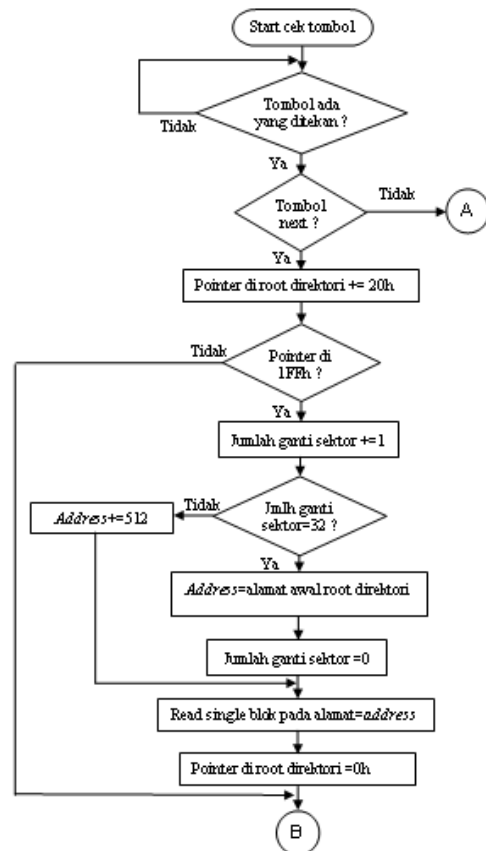 Start cek tombol
Tombol ada
yang ditekan ?
Tidak
Ya
Tombol
next ?
Tidak
A
Ya
Pointer di root direktori += 20h
Tidak
Pointer di
1FFh ?
Ya
Jumlah ganti sektor +=1
Jmlh ganti
sektor=32 ?
Tidak
Address+=512
Ya
Address=alamat awal root direktori
Jumlah ganti sektor =0
Read single blok pada alamat=address
Pointer di root direktori =0h
B